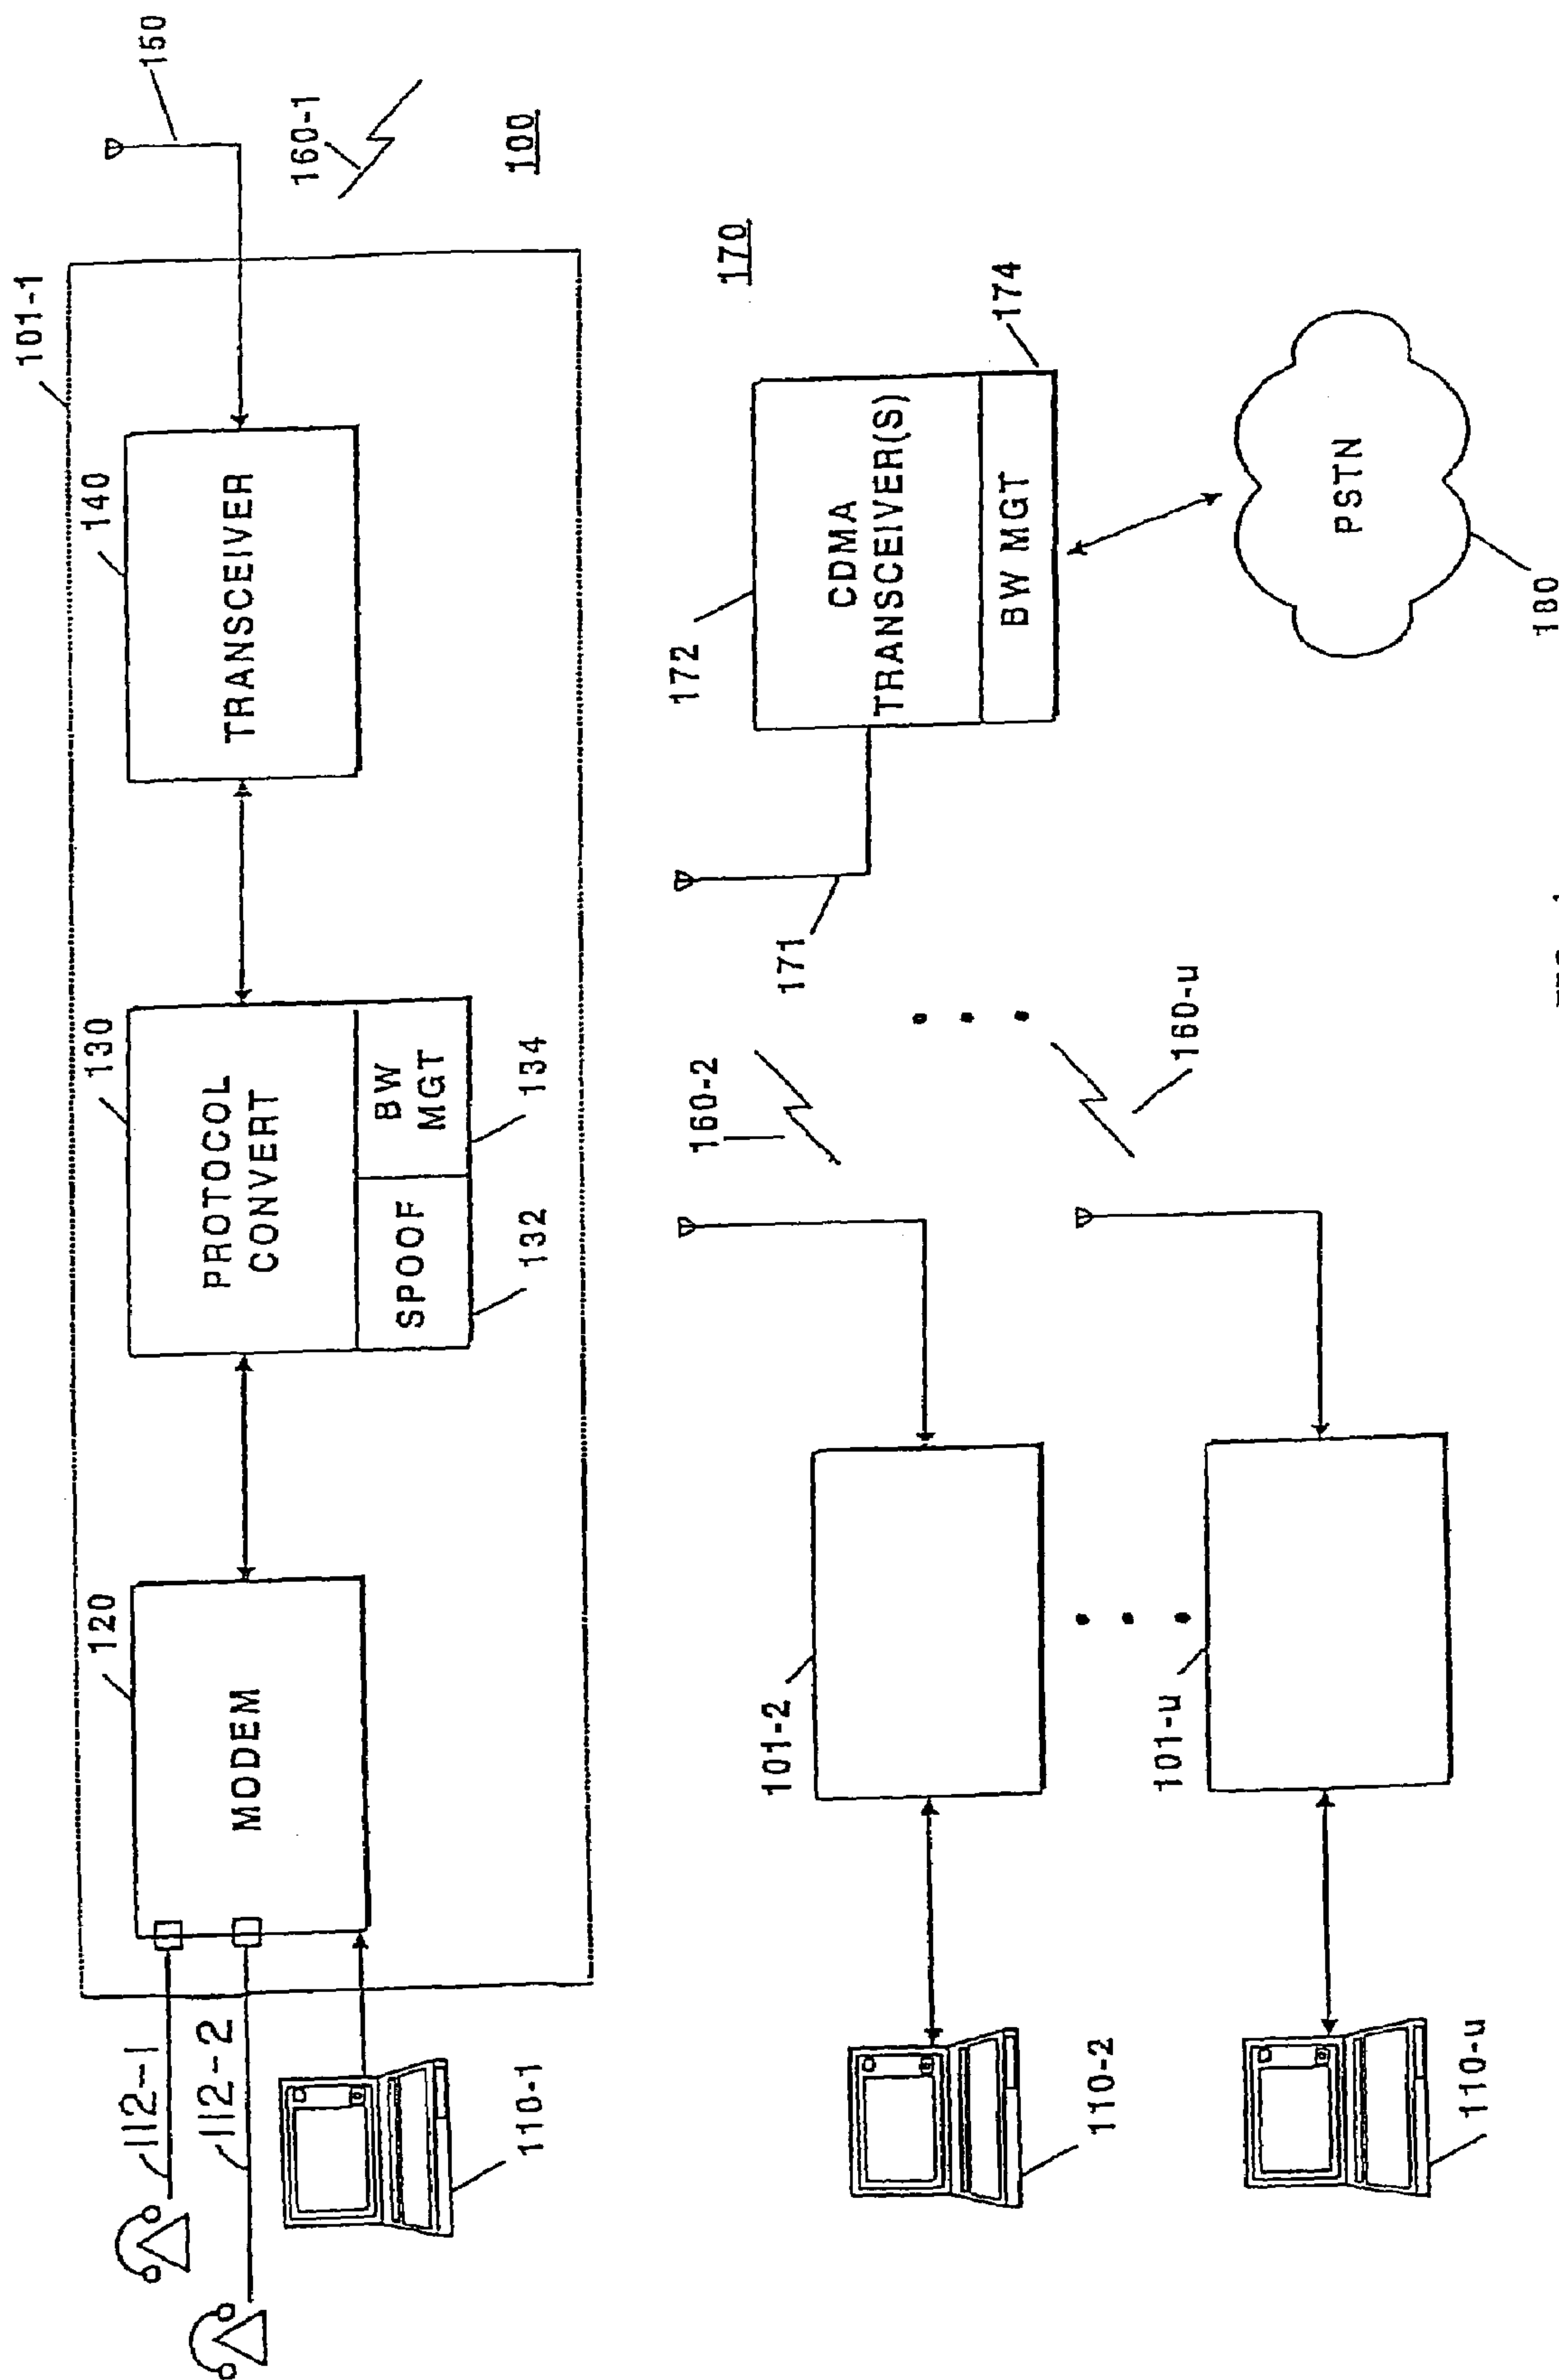 101-1
150
140
TRANSCEIVER
130
PROTOCOL
CONVERT
SPOOF
BW
MGT
132
134
120
MODEM
112-1
112-2
110-1
160-1
100
170
172
CDMA
TRANSCEIVER(S)
BW MGT
174
171
PSTN
180
160-2
160-u
101-2
101-u
110-2
110-u